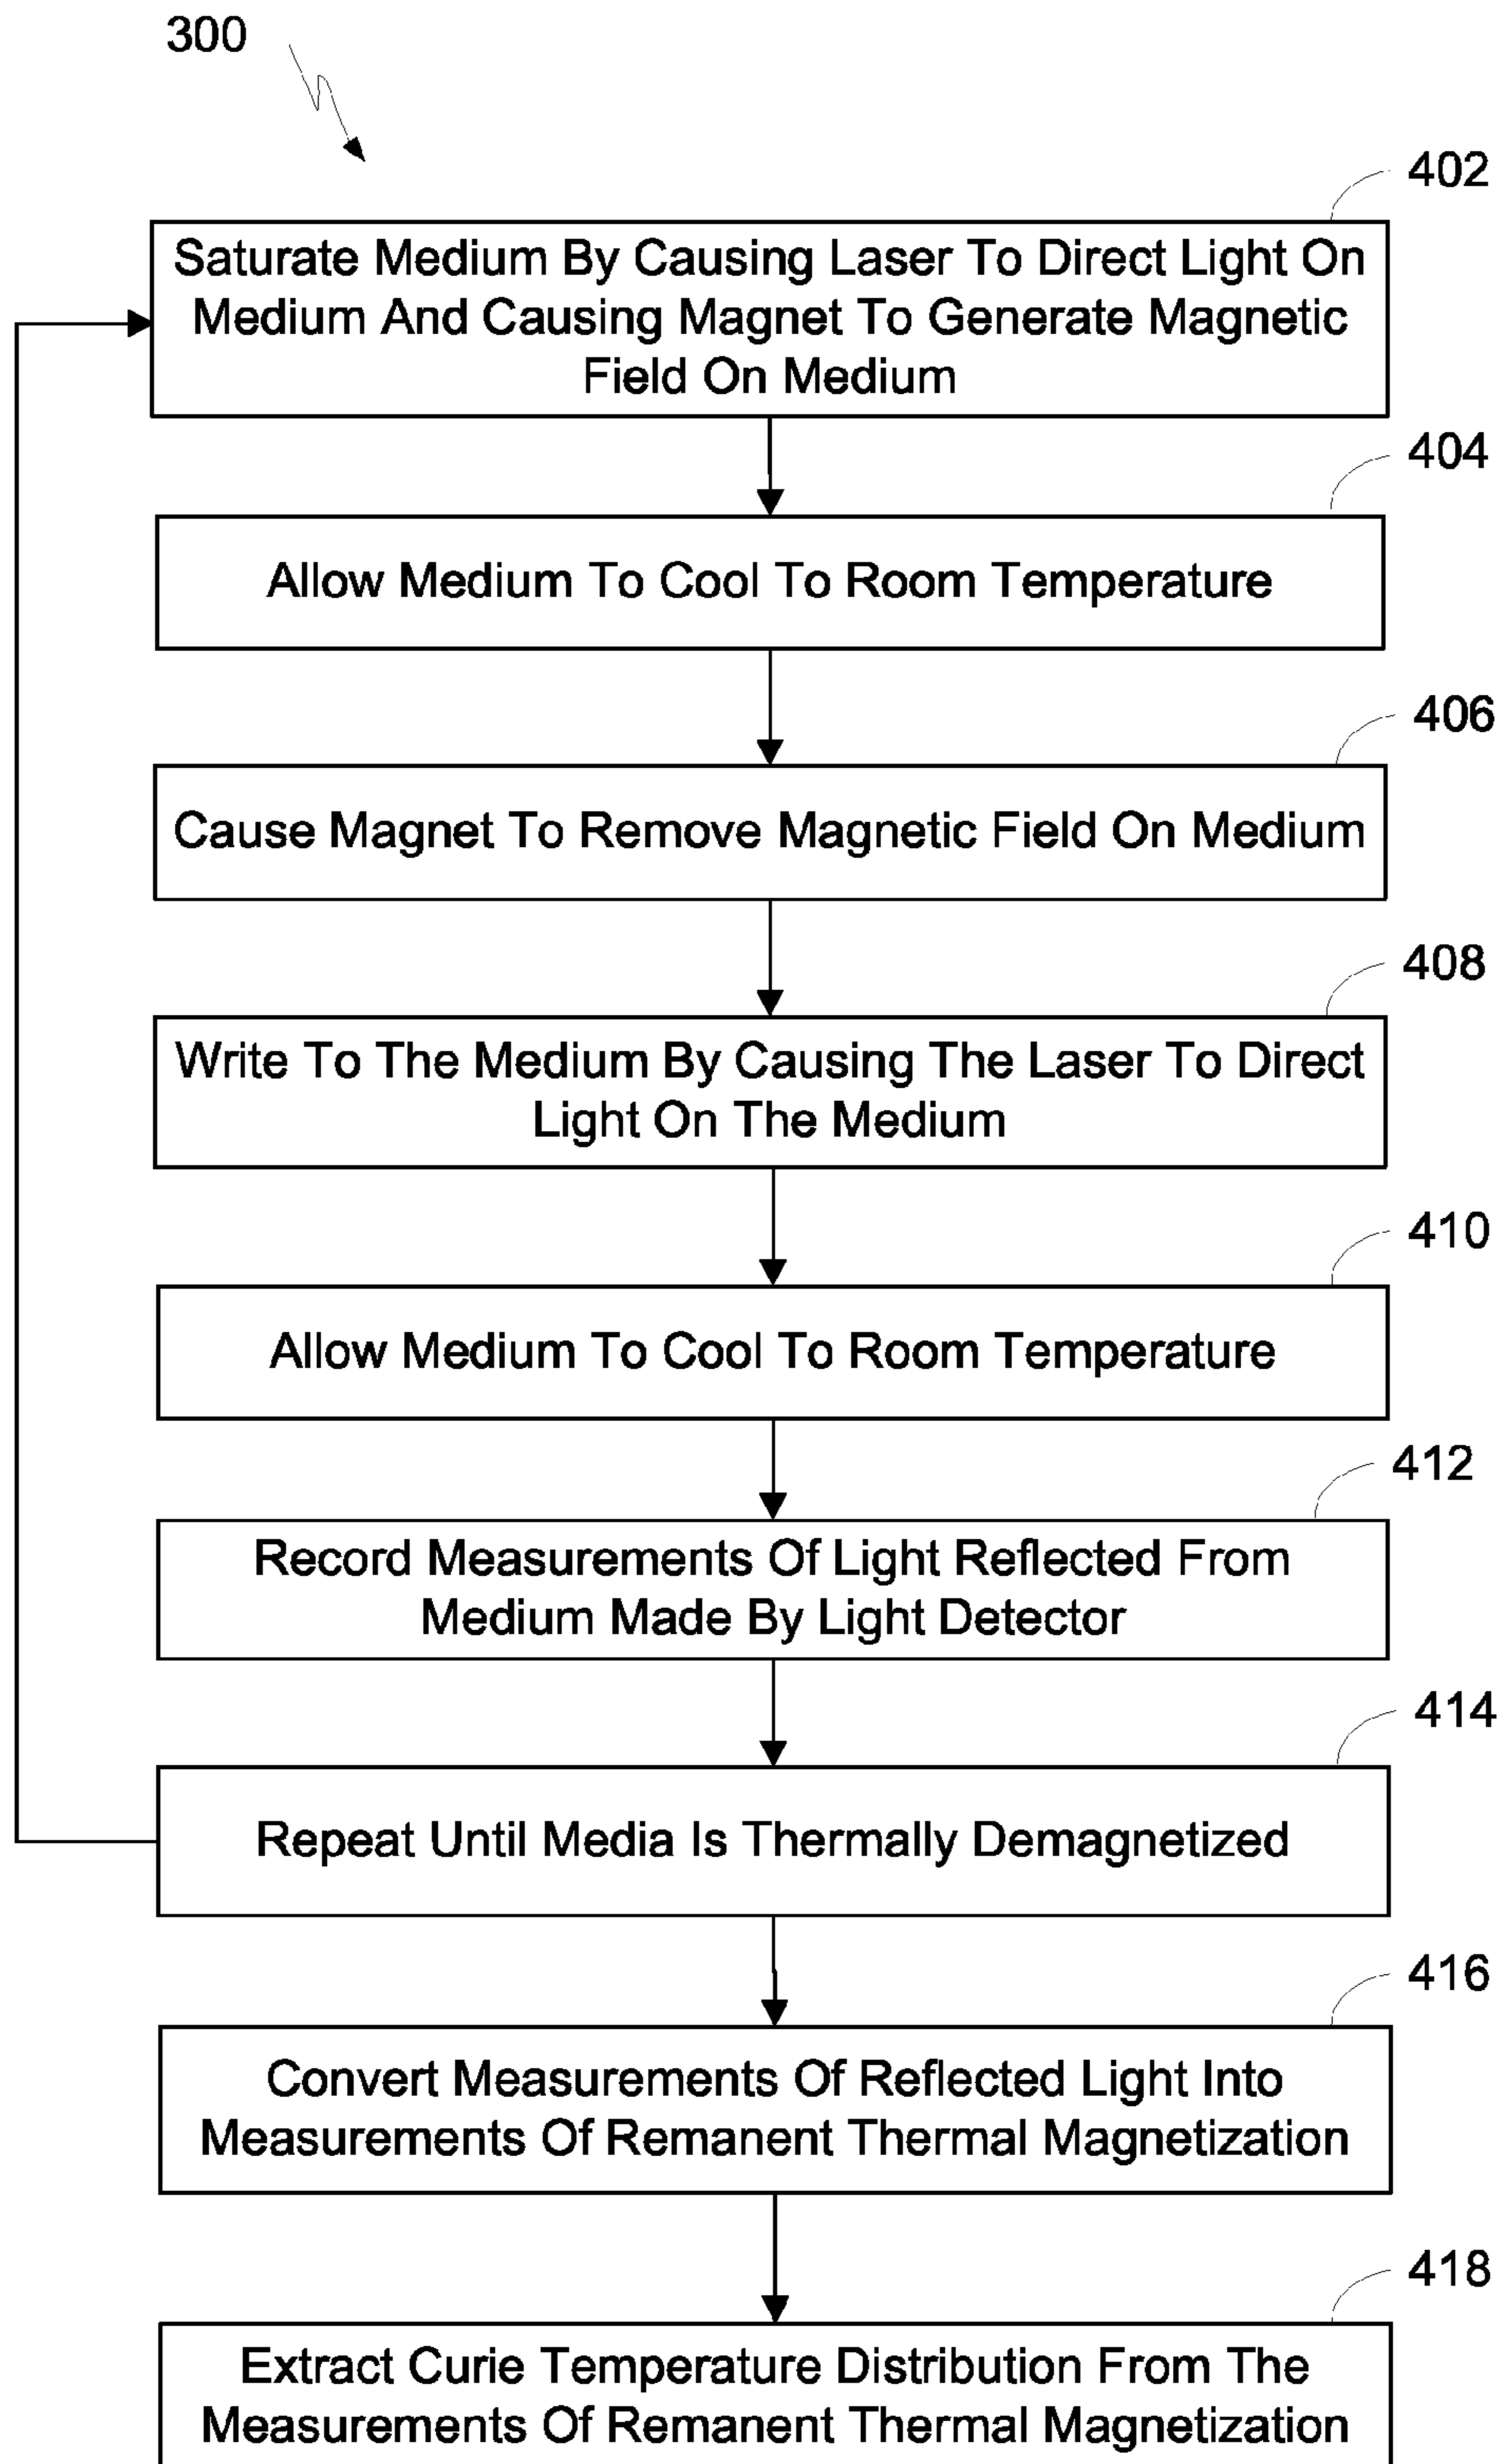 300
402
Saturate Medium By Causing Laser To Direct Light On
Medium And Causing Magnet To Generate Magnetic
Field On Medium
404
Allow Medium To Cool To Room Temperature
406
Cause Magnet To Remove Magnetic Field On Medium
408
Write To The Medium By Causing The Laser To Direct
Light On The Medium
410
Allow Medium To Cool To Room Temperature
412
Record Measurements Of Light Reflected From
Medium Made By Light Detector
414
Repeat Until Media Is Thermally Demagnetized
416
Convert Measurements Of Reflected Light Into
Measurements Of Remanent Thermal Magnetization
418
Extract Curie Temperature Distribution From The
Measurements Of Remanent Thermal Magnetization